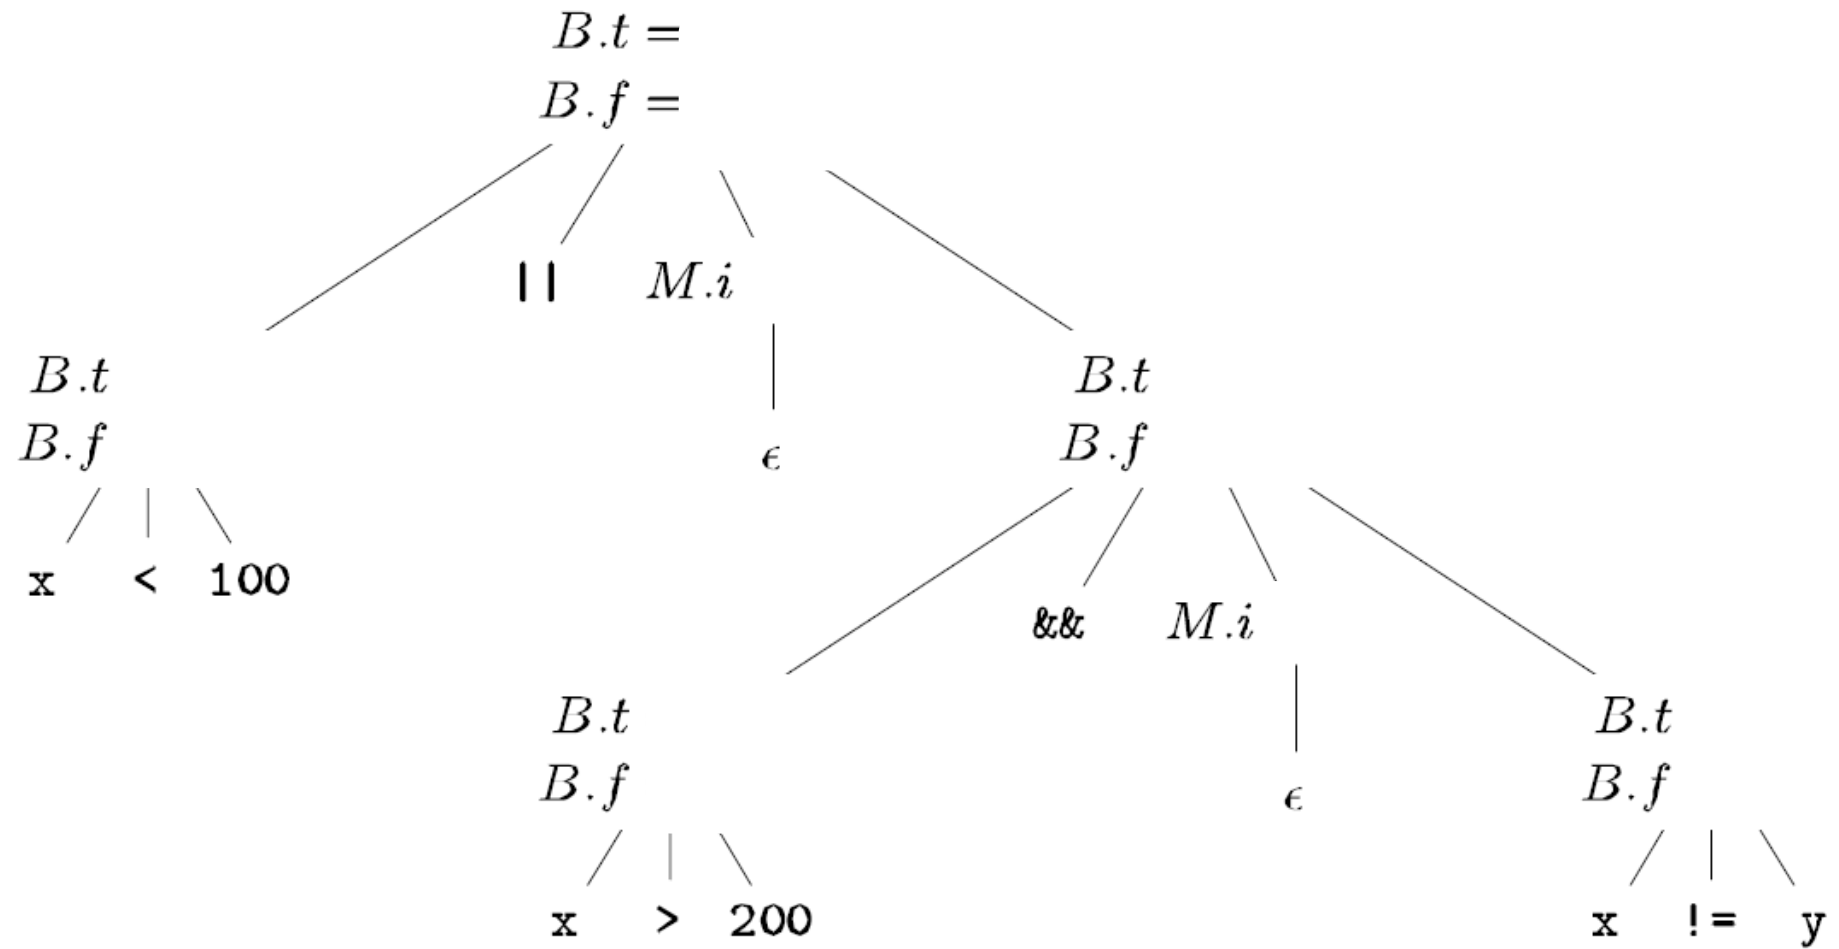 B.t =
B.f =
|| M.i
B.t B.t
B.f B.f
ϵ
x < 100
&& M.i
B.t B.t
B.f B.f
ϵ
x > 200 x != y